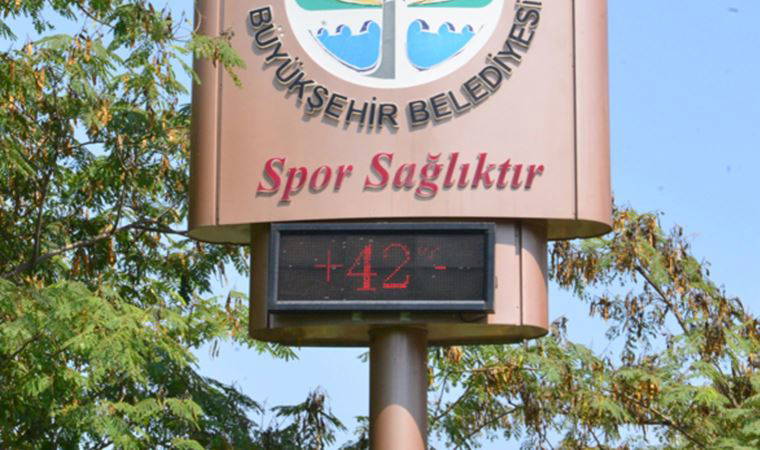 BÜYÜKŞEHİR BELEDİYESİ
Spor Sağlıktır
+42